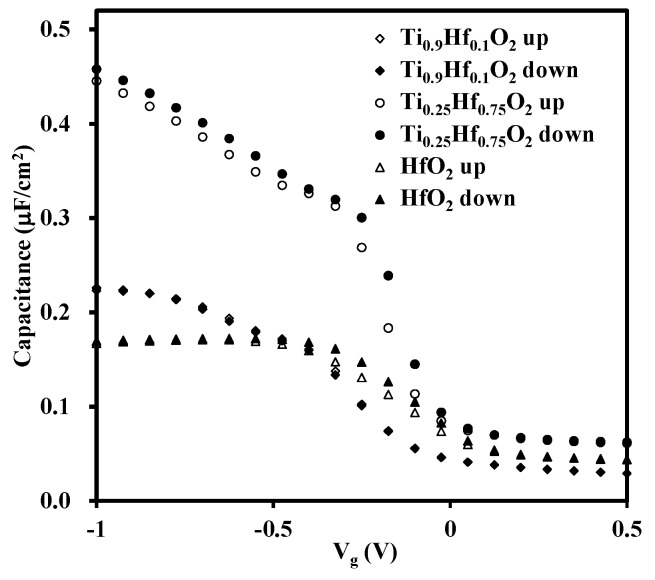 0.5
0.4
0.3
0.2
0.1
0.0
Capacitance (μF/cm²)
Ti₀.₉Hf₀.₁O₂ up
Ti₀.₉Hf₀.₁O₂ down
Ti₀.₂₅Hf₀.₇₅O₂ up
Ti₀.₂₅Hf₀.₇₅O₂ down
HfO₂ up
HfO₂ down
-1 -0.5 0 0.5
V_g (V)